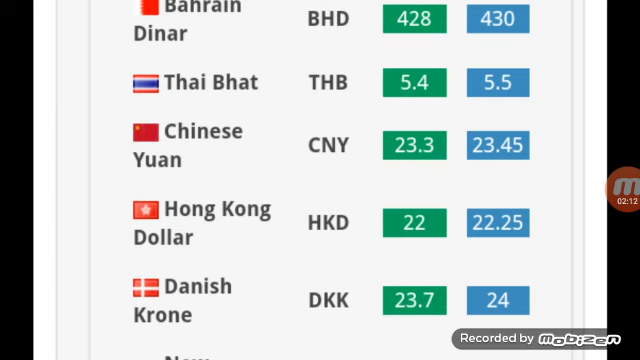 Bahrain
Dinar
BHD
428
430
Thai Bhat
THB
5.4
5.5
Chinese
Yuan
CNY
23.3
23.45
Hong Kong
Dollar
HKD
22
22.25
Danish
Krone
DKK
23.7
24
02:12
Recorded by mobizen